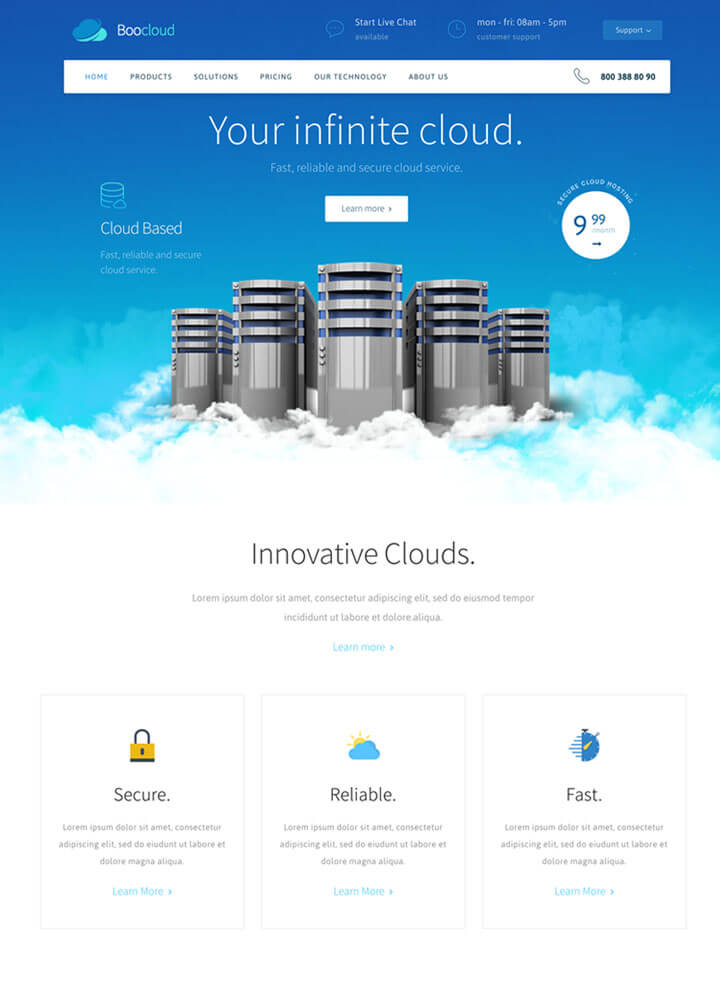 Boocloud
Start Live Chat
available
mon - fri: 08am - 5pm
customer support
Support
HOME PRODUCTS SOLUTIONS PRICING OUR TECHNOLOGY ABOUT US 800 388 80 90
Your infinite cloud.
Fast, reliable and secure cloud service.
Learn more
Cloud Based
Fast, reliable and secure
cloud service.
SECURE CLOUD HOSTING
9 99
/month
Innovative Clouds.
Lorem ipsum dolor sit amet, consectetur adipiscing elit, sed do eiusmod tempor
incididunt ut labore et dolore.aliqua.
Learn more
Secure.
Lorem ipsum dolor sit amet, consectetur
adipiscing elit, sed do eiudunt ut labore et
dolore magna aliqua.
Learn More
Reliable.
Lorem ipsum dolor sit amet, consectetur
adipiscing elit, sed do eiudunt ut labore et
dolore magna aliqua.
Learn More
Fast.
Lorem ipsum dolor sit amet, consectetur
adipiscing elit, sed do eiudunt ut labore et
dolore magna aliqua.
Learn More